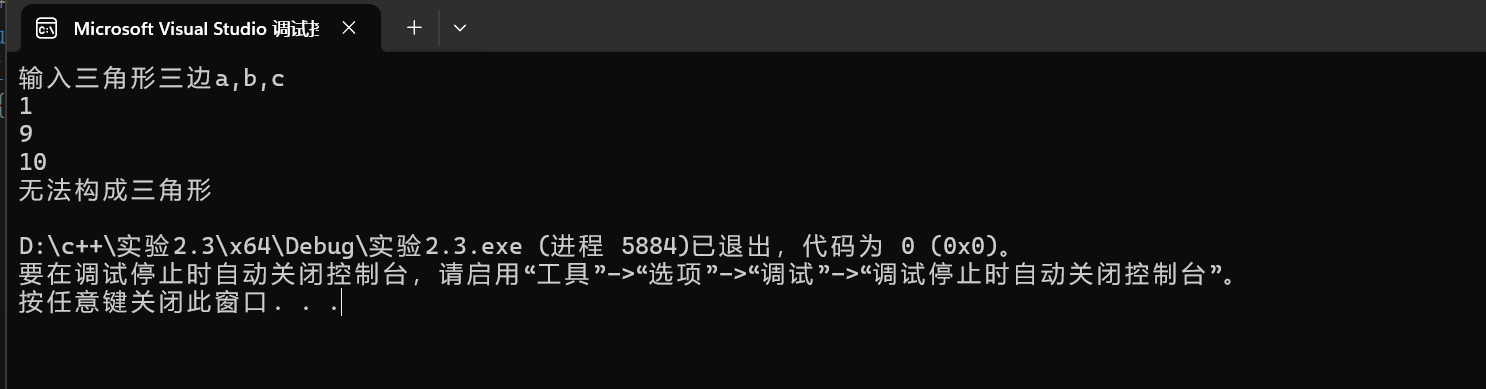 Microsoft Visual Studio 调试
输入三角形三边a,b,c
1
9
10
无法构成三角形
D:\c++\实验2.3\x64\Debug\实验2.3.exe (进程 5884)已退出，代码为 0 (0x0)。
要在调试停止时自动关闭控制台，请启用“工具”->“选项”->“调试”->“调试停止时自动关闭控制台”。
按任意键关闭此窗口. . .